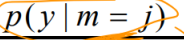 p(y | m = j)